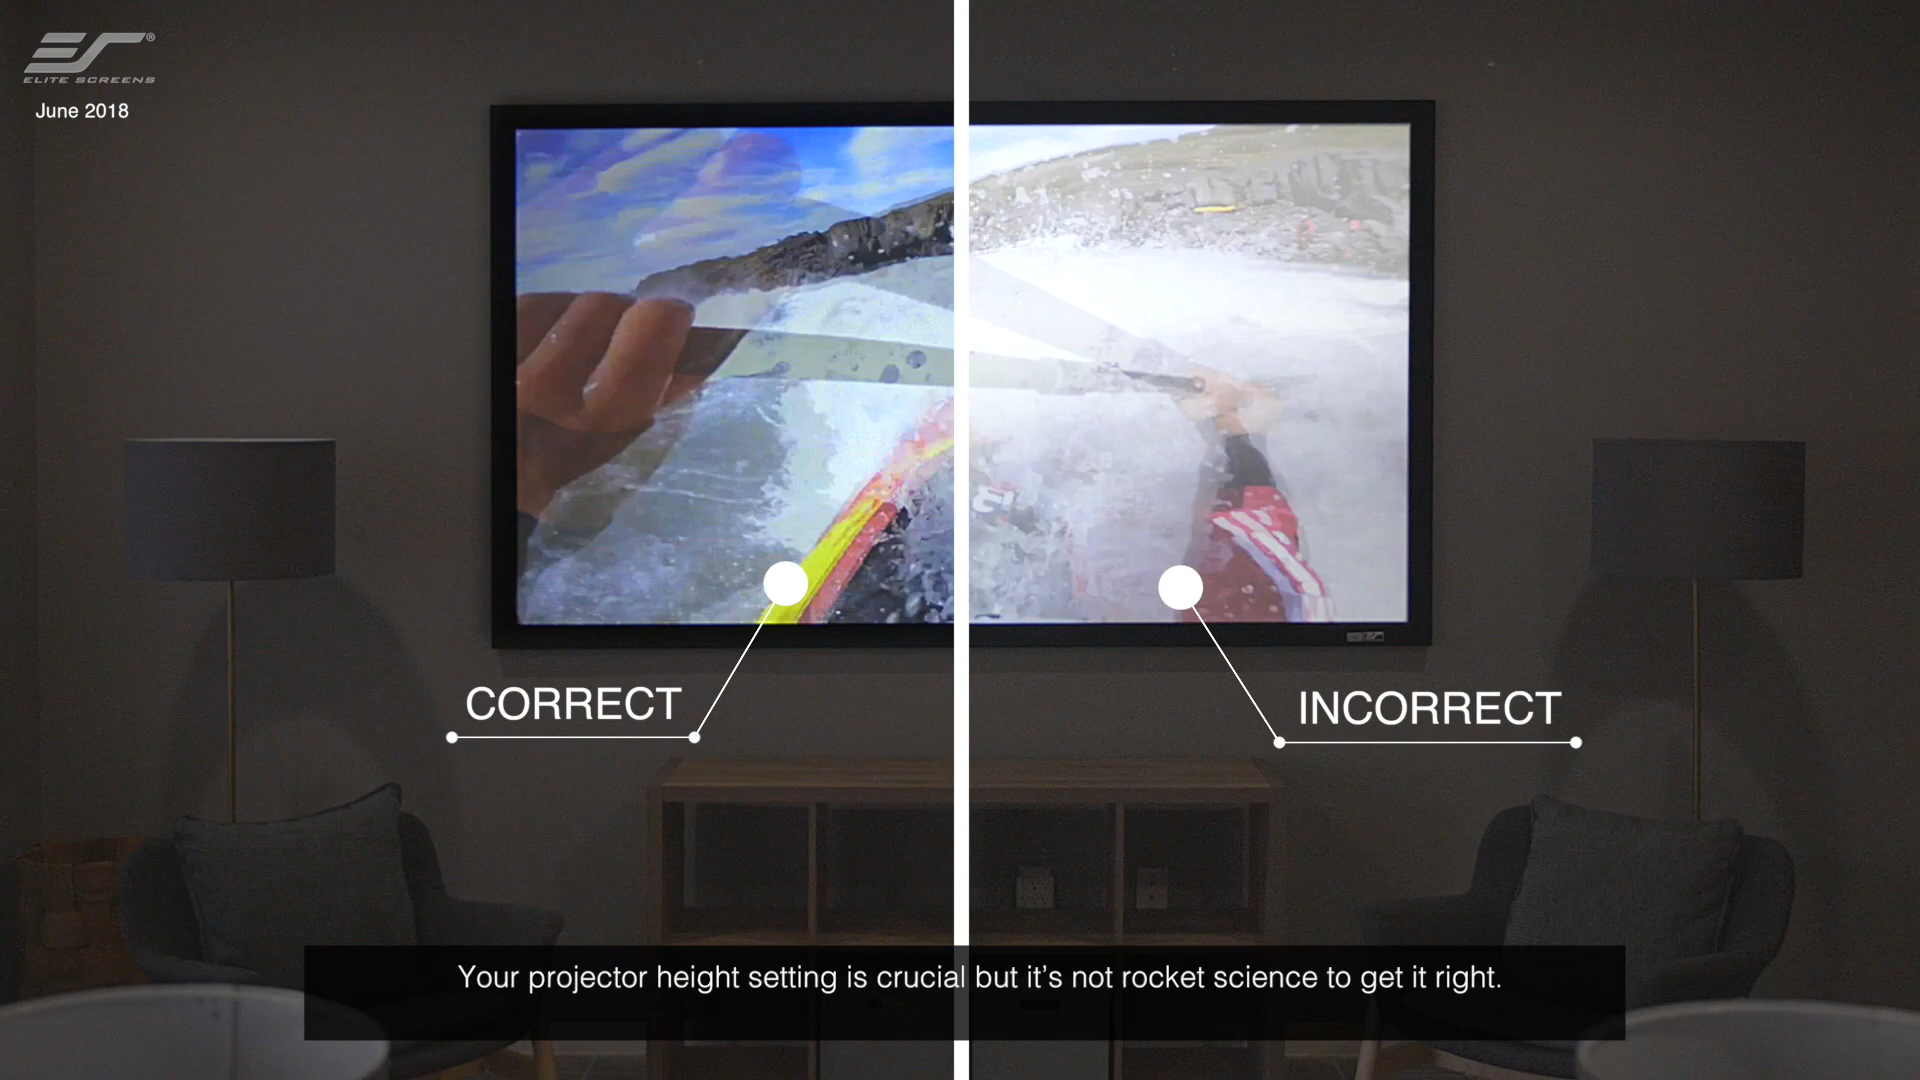 ES®
ELITE SCREENS
June 2018
CORRECT
INCORRECT
Your projector height setting is crucial but it's not rocket science to get it right.